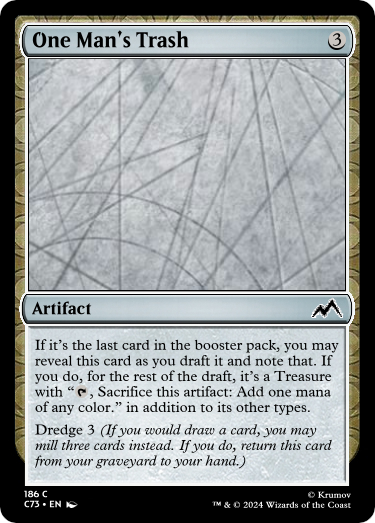 One Man's Trash
3
Artifact
If it's the last card in the booster pack, you may
reveal this card as you draft it and note that. If
you do, for the rest of the draft, it's a Treasure
with “, Sacrifice this artifact: Add one mana
of any color.” in addition to its other types.
Dredge 3 (If you would draw a card, you may
mill three cards instead. If you do, return this card
from your graveyard to your hand.)
186 C
C73 • EN
© Krumov
™ & © 2024 Wizards of the Coast